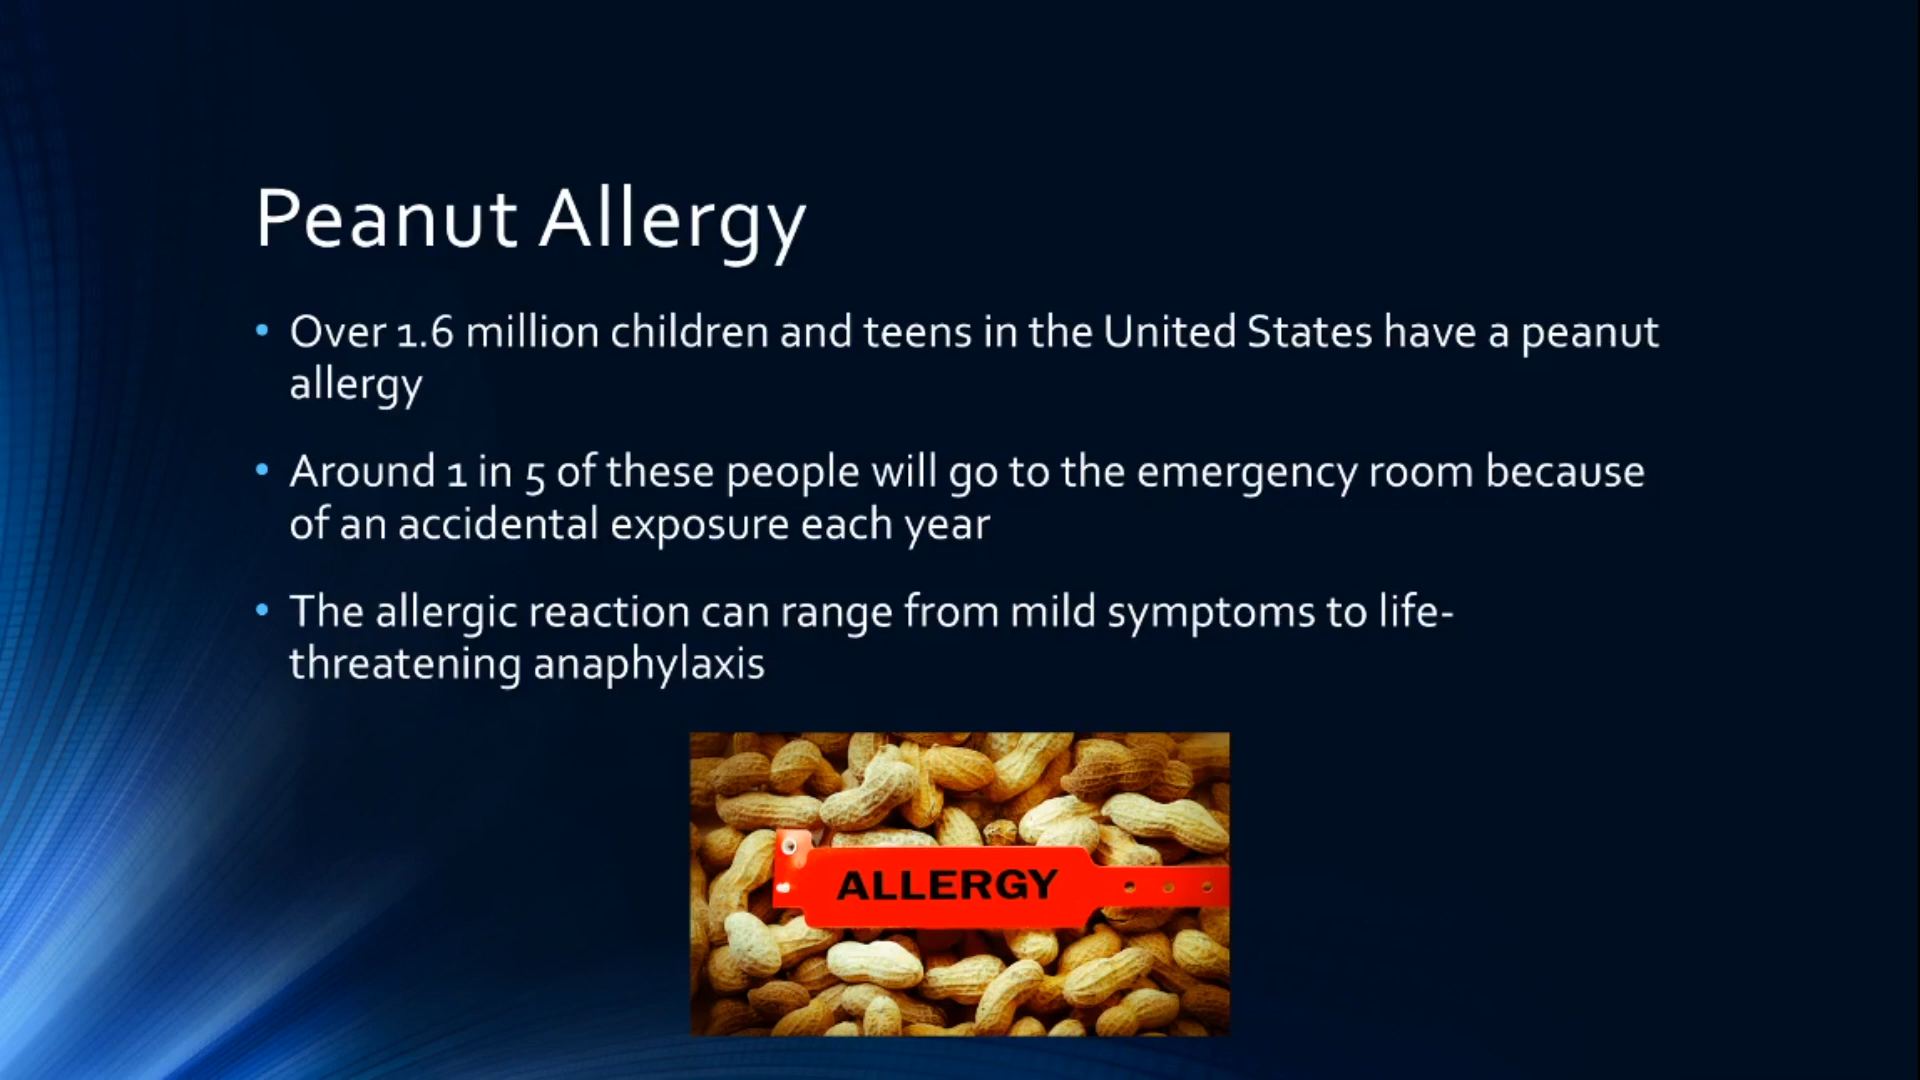 Peanut Allergy
• Over 1.6 million children and teens in the United States have a peanut
allergy
• Around 1 in 5 of these people will go to the emergency room because
of an accidental exposure each year
• The allergic reaction can range from mild symptoms to life-
threatening anaphylaxis
ALLERGY